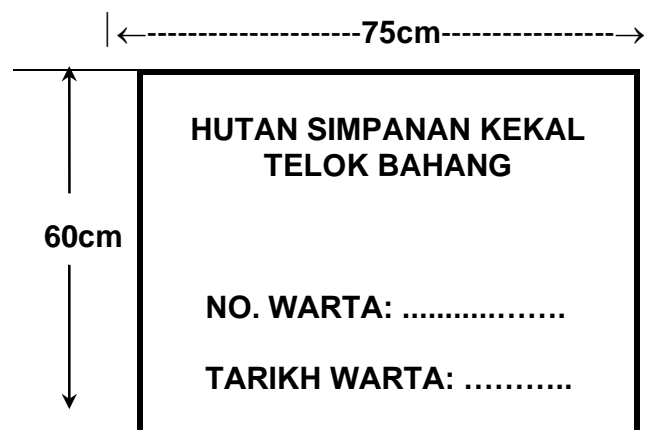 75cm
HUTAN SIMPANAN KEKAL
TELOK BAHANG
60cm
NO. WARTA: ..................
TARIKH WARTA: ...........